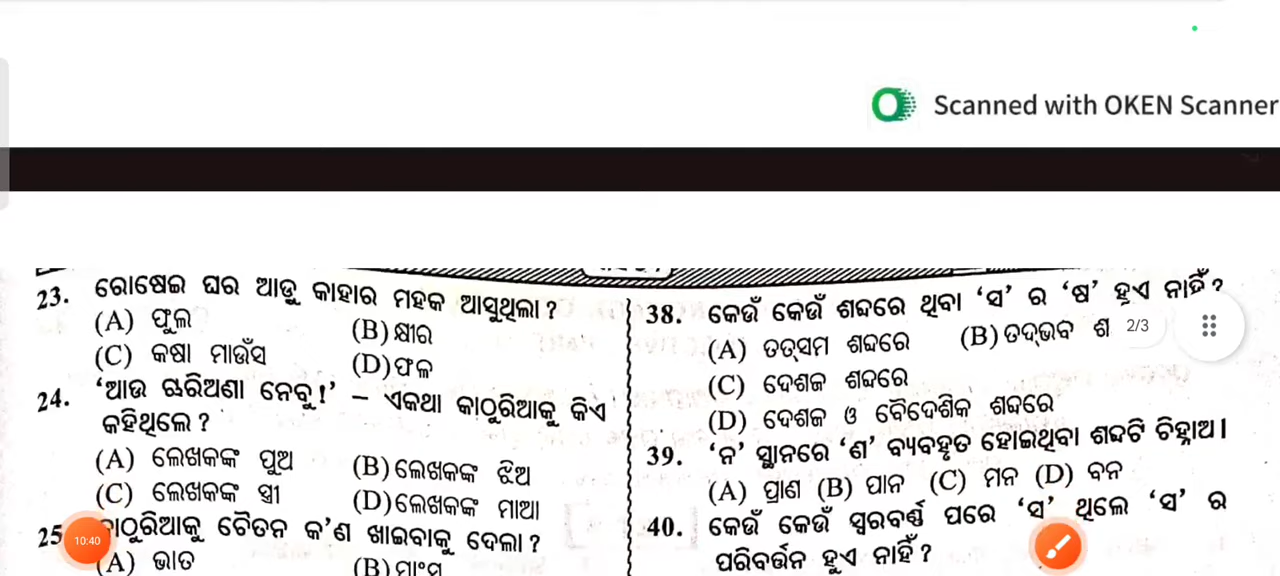 Scanned with OKEN Scanner
23. ରୋଷେଇ ଘର ଆଡୁ କାହାର ମହକ ଆସୁଥିଲା ?
(A) ଫୁଲ (B) କ୍ଷୀର
(C) କଷା ମାଉଁସ (D) ଫଳ
24. ‘ଆଉ ଋରିଅଣା ନେବୁ !’ – ଏକଥା କାଠୁରିଆକୁ କିଏ
କହିଥିଲେ ?
(A) ଲେଖକଙ୍କ ପୁଅ (B) ଲେଖକଙ୍କ ଝିଅ
(C) ଲେଖକଙ୍କ ସ୍ତ୍ରୀ (D) ଲେଖକଙ୍କ ମାଆ
25 କାଠୁରିଆକୁ ଚୈତନ କ’ଣ ଖାଇବାକୁ ଦେଲା ?
(A) ଭାତ (B) ମାଂସ
10:40
38. କେଉଁ କେଉଁ ଶବ୍ଦରେ ଥିବା ‘ସ’ ର ‘ଷ’ ହୁଏ ନାହିଁ ?
(A) ତତ୍ସମ ଶବ୍ଦରେ (B) ତଦ୍ଭବ ଶ
2/3
(C) ଦେଶଜ ଶବ୍ଦରେ
(D) ଦେଶଜ ଓ ବୈଦେଶିକ ଶବ୍ଦରେ
39. ‘ନ’ ସ୍ଥାନରେ ‘ଣ’ ବ୍ୟବହୃତ ହୋଇଥିବା ଶବ୍ଦଟି ଚିହ୍ନାଅ।
(A) ପ୍ରାଣ (B) ପାନ (C) ମନ (D) ବନ
40. କେଉଁ କେଉଁ ସ୍ୱରବର୍ଣ୍ଣ ପରେ ‘ସ’ ଥିଲେ ‘ସ’ ର
ପରିବର୍ତ୍ତନ ହୁଏ ନାହିଁ ?